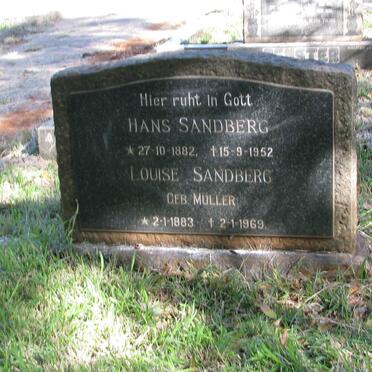 Hier ruht in Gott
HANS SANDBERG
* 27-10-1882, † 15-9-1952
LOUISE SANDBERG
GEB. MÜLLER
* 2-1-1883 † 2-1-1969